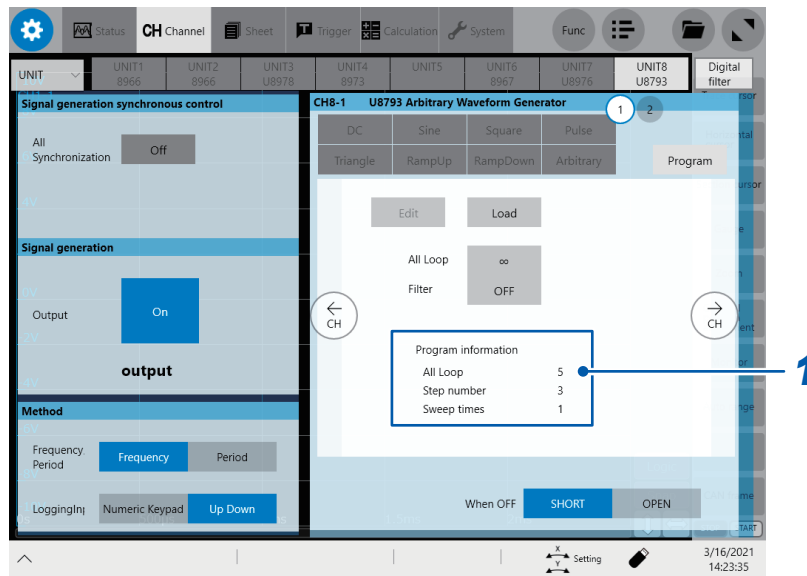 Status CH Channel Sheet Trigger Calculation System Func
UNIT UNIT1 UNIT2 UNIT3 UNIT4 UNIT5 UNIT6 UNIT7 UNIT8 Digital
8966 8966 U8978 8973 8967 U8976 U8793 filter
Signal generation synchronous control
All
Synchronization Off
Signal generation
Output On
output
Method
Frequency
Period Frequency Period
LoggingInp Numeric Keypad Up Down
CH8-1 U8793 Arbitrary Waveform Generator 1 2
DC Sine Square Pulse
Triangle RampUp RampDown Arbitrary Program
Edit Load
All Loop ∞
Filter OFF
CH CH
Program information
All Loop 5
Step number 3
Sweep times 1
1
When OFF SHORT OPEN
X
Y Setting
3/16/2021
14:23:35